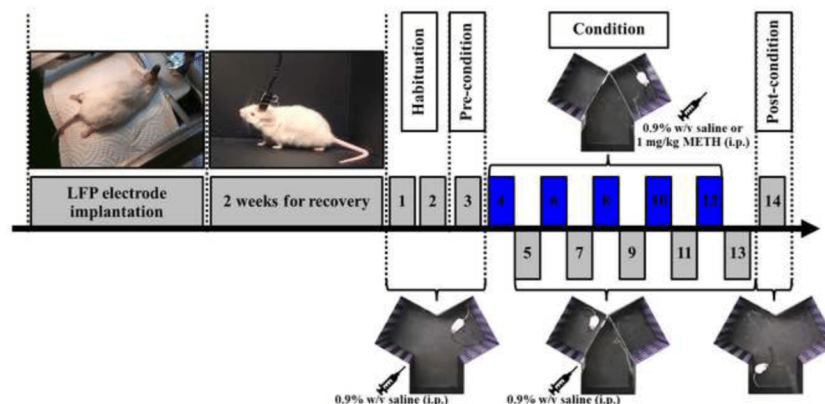 Habituation
Pre-condition
Condition
Post-condition
0.9% w/v saline or
1 mg/kg METH (i.p.)
LFP electrode
implantation
2 weeks for recovery
1
2
3
4
6
8
10
12
14
5
7
9
11
13
0.9% w/v saline (i.p.)
0.9% w/v saline (i.p.)